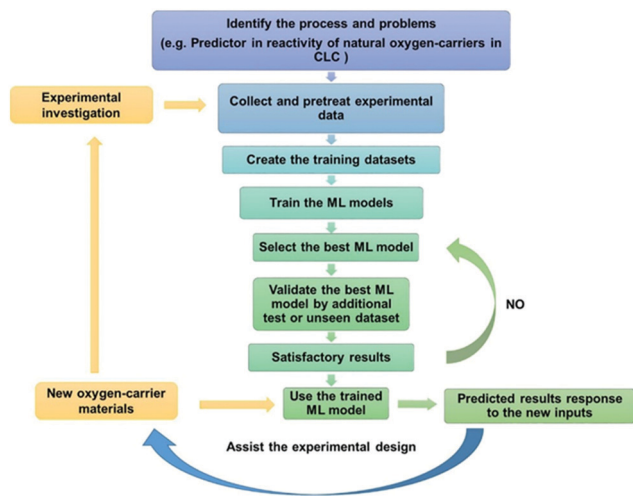 Identify the process and problems
(e.g. Predictor in reactivity of natural oxygen-carriers in
CLC )
Experimental
investigation
Collect and pretreat experimental
data
Create the training datasets
Train the ML models
Select the best ML model
Validate the best ML
model by additional
test or unseen dataset
NO
Satisfactory results
New oxygen-carrier
materials
Use the trained
ML model
Predicted results response
to the new inputs
Assist the experimental design